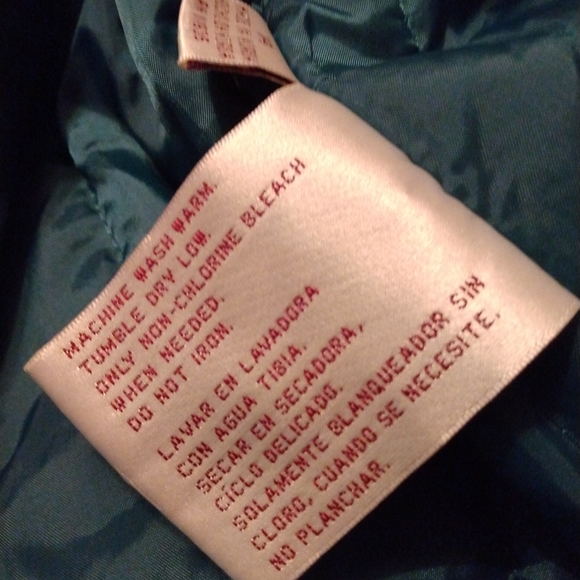 MACHINE WASH WARM.
TUMBLE DRY LOW.
ONLY NON-CHLORINE BLEACH
WHEN NEEDED.
DO NOT IRON.
LAVAR EN LAVADORA
CON AGUA TIBIA.
SECAR EN SECADORA,
CICLO DELICADO.
SOLAMENTE BLANQUEADOR SIN
CLORO, CUANDO SE NECESITE.
NO PLANCHAR.